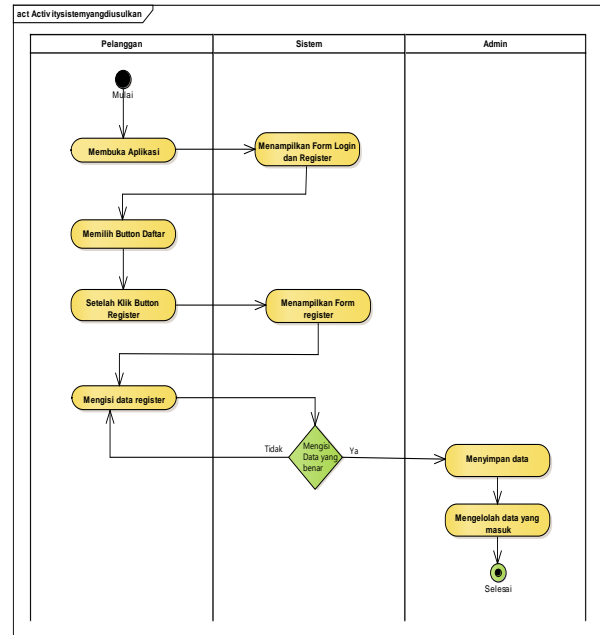 act Activitysistemyangdiusulkan
Pelanggan
Sistem
Admin
Mulai
Membuka Aplikasi
Menampilkan Form Login
dan Register
Memilih Button Daftar
Setelah Klik Button
Register
Menampilkan Form
register
Mengisi data register
Tidak
Mengisi
Data yang
benar
Ya
Menyimpan data
Mengelolah data yang
masuk
Selesai